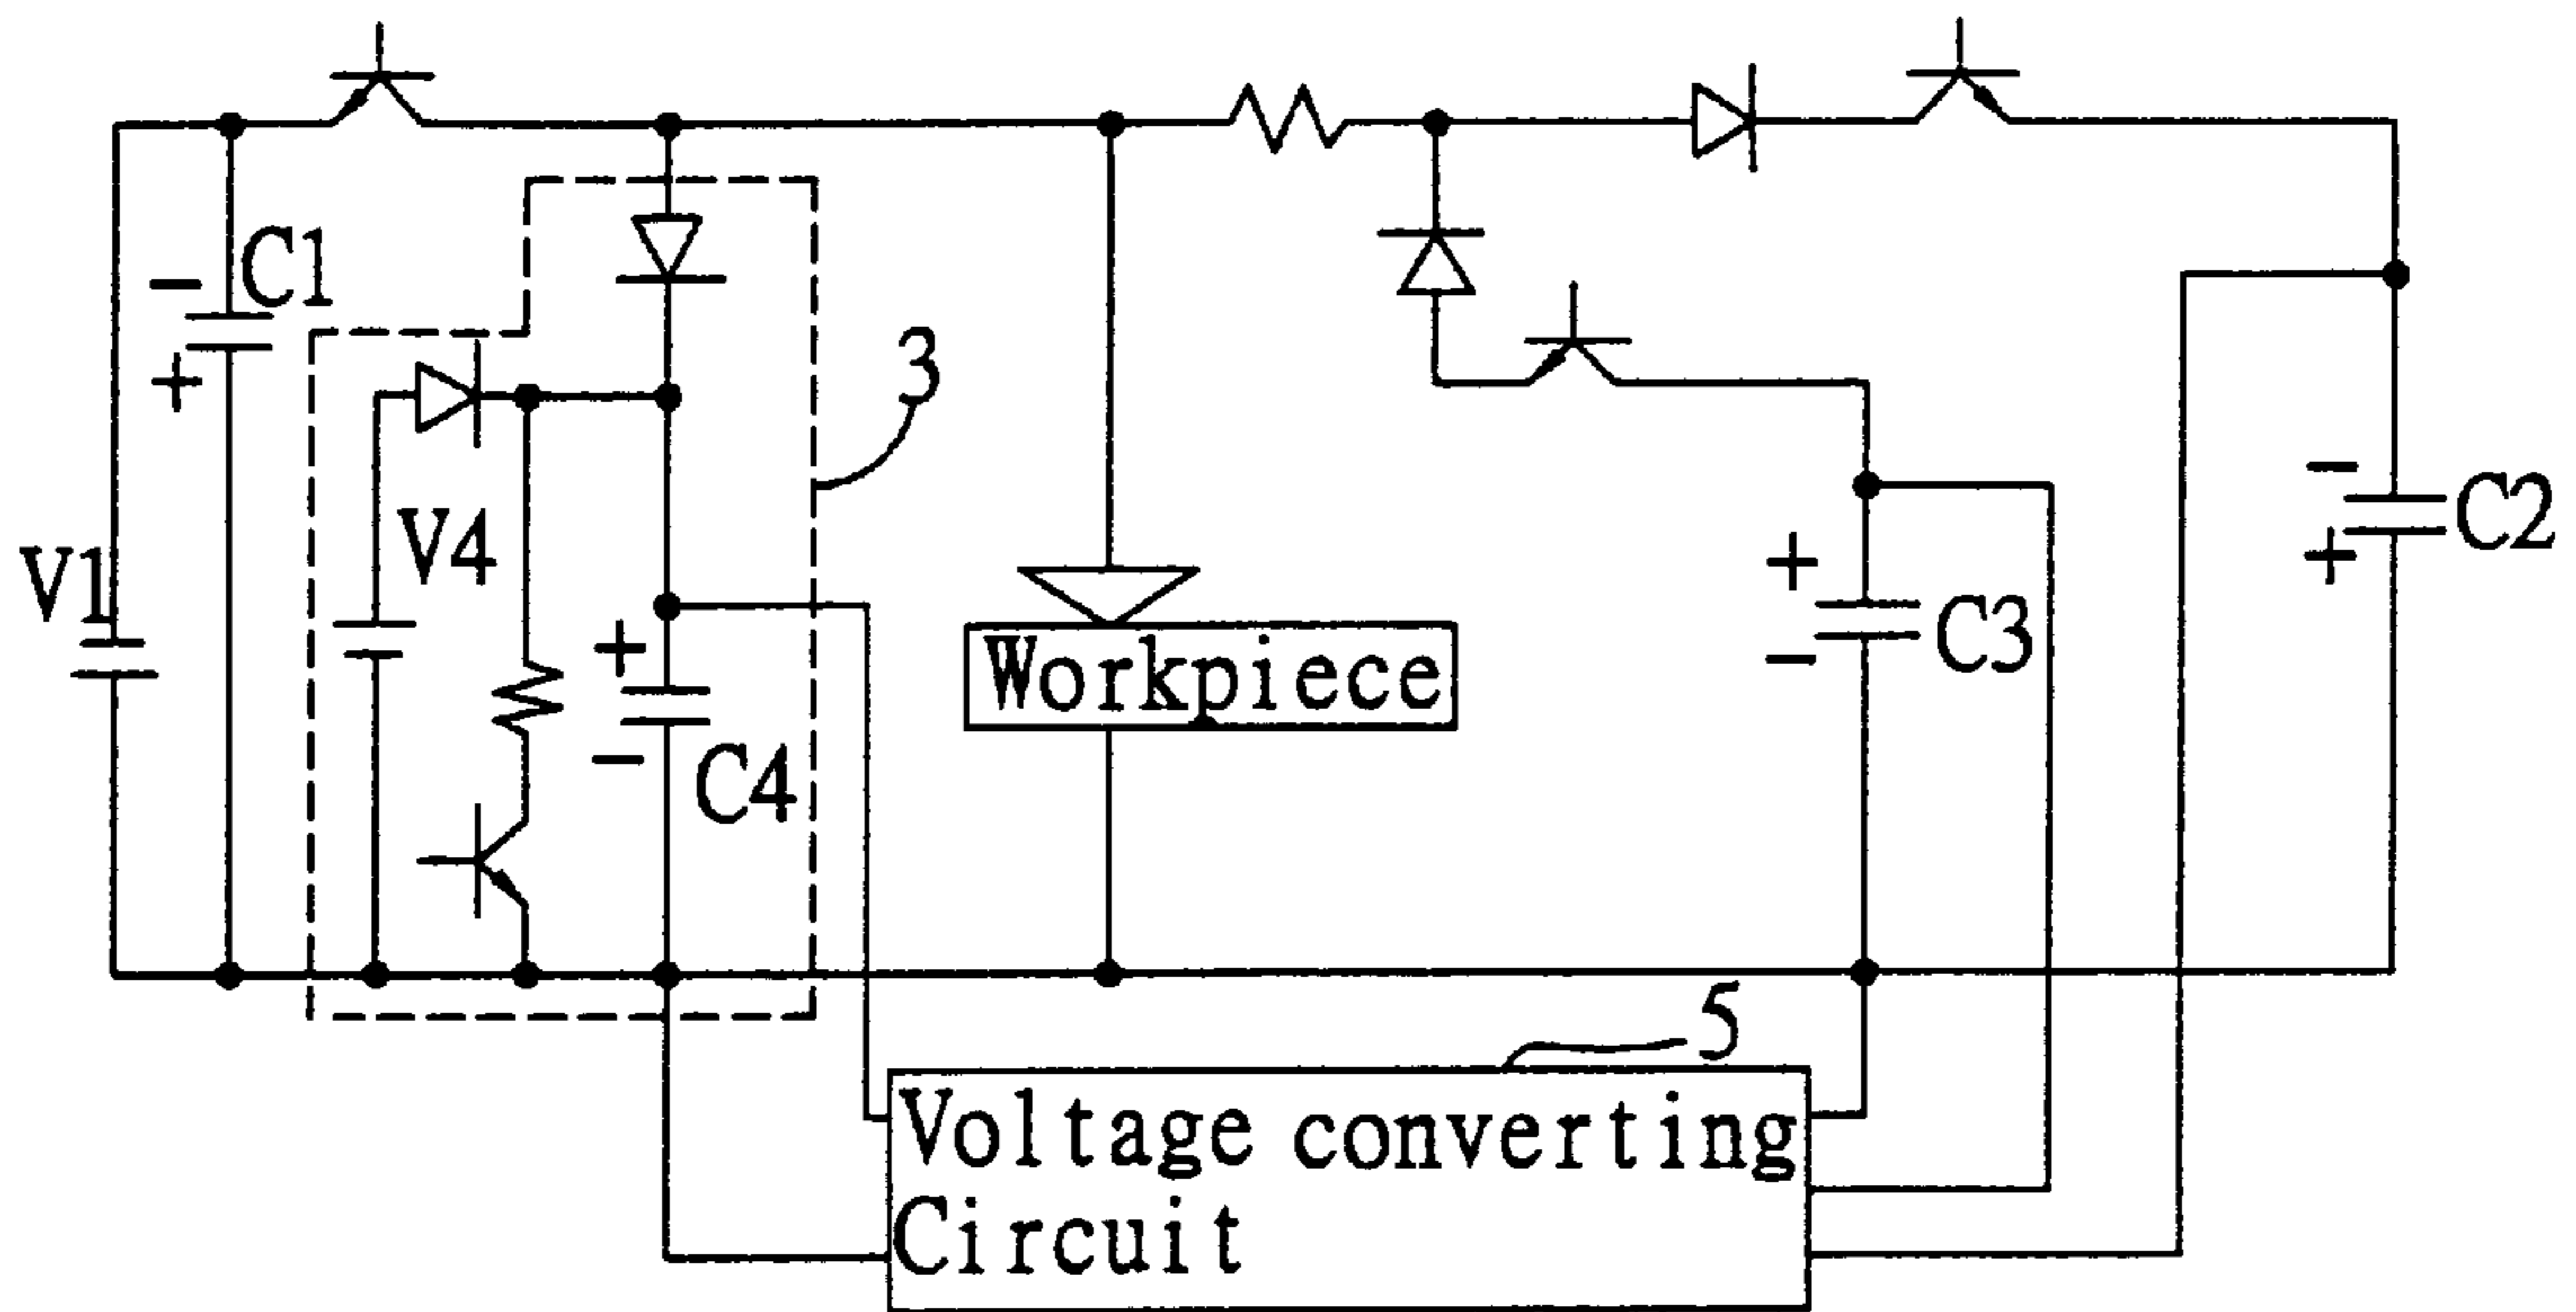 C1
-
+
3
V1
V4
+
-
C4
Workpiece
+
-
C3
-
+
C2
5
Voltage converting
Circuit